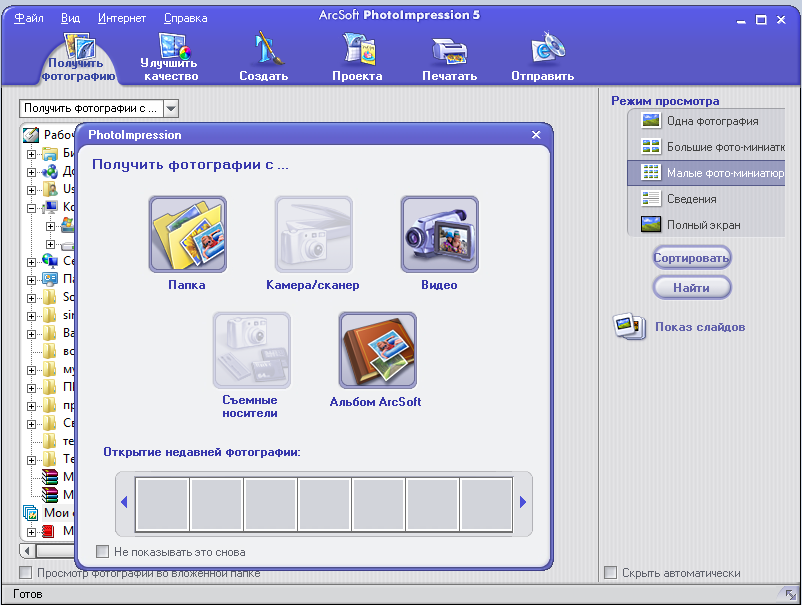 ArcSoft PhotoImpression 5
Файл Вид Интернет Справка
Получить фотографию
Улучшить качество
Создать
Проекта
Печатать
Отправить
Получить фотографии с ...
Рабоч
Би
До
Us
Ко
Се
Па
So
sir
Ba
вс
му
ПІ
пр
Св
те
Те
М
М
Мои
М
Просмотр фотографий во вложенной папке
PhotoImpression
Получить фотографии с ...
Папка
Камера/сканер
Видео
Съемные
носители
Альбом ArcSoft
Открытие недавней фотографии:
Не показывать это снова
Режим просмотра
Одна фотография
Большие фото-миниатю
Малые фото-миниатюр
Сведения
Полный экран
Сортировать
Найти
Показ слайдов
Скрыть автоматически
Готов